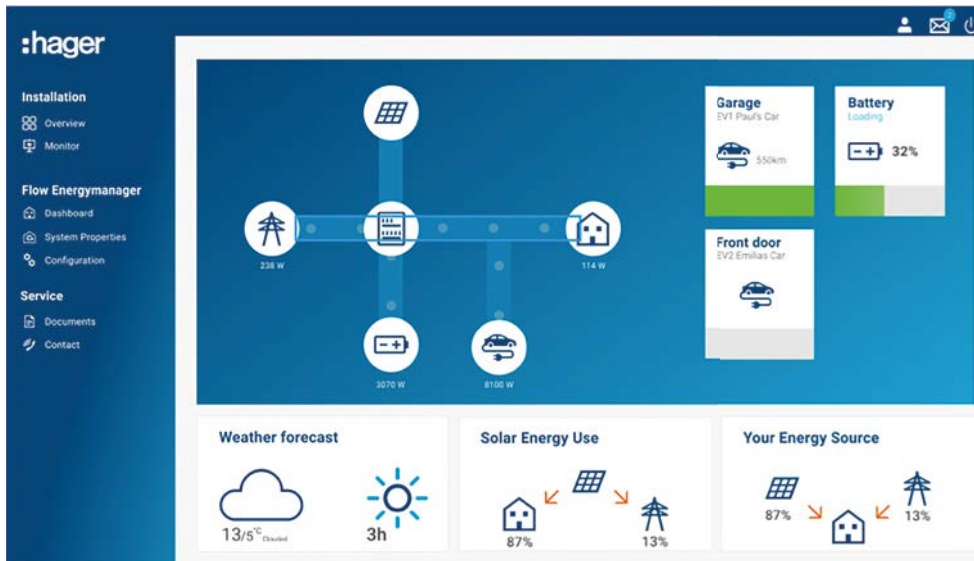 :hager
2
Installation
Overview
Monitor
Flow Energymanager
Dashboard
System Properties
Configuration
Service
Documents
Contact
238 W
114 W
3070 W
8100 W
Garage
EV1 Paul's Car
550km
Battery
Loading
32%
Front door
EV2 Emilias Car
Weather forecast
13/5°C Clouded
3h
Solar Energy Use
87%
13%
Your Energy Source
87%
13%